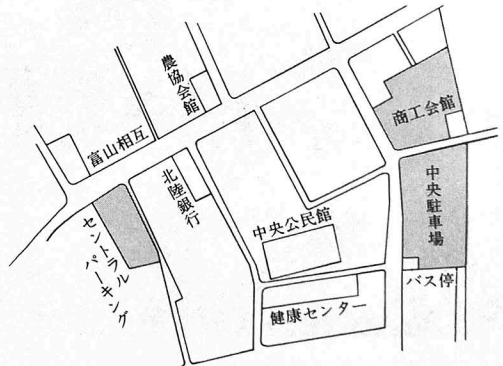 農協会館
富山相互
商工会館
北陸銀行
中央駐車場
中央公民館
セントラル
パーキング
バス停
健康センター